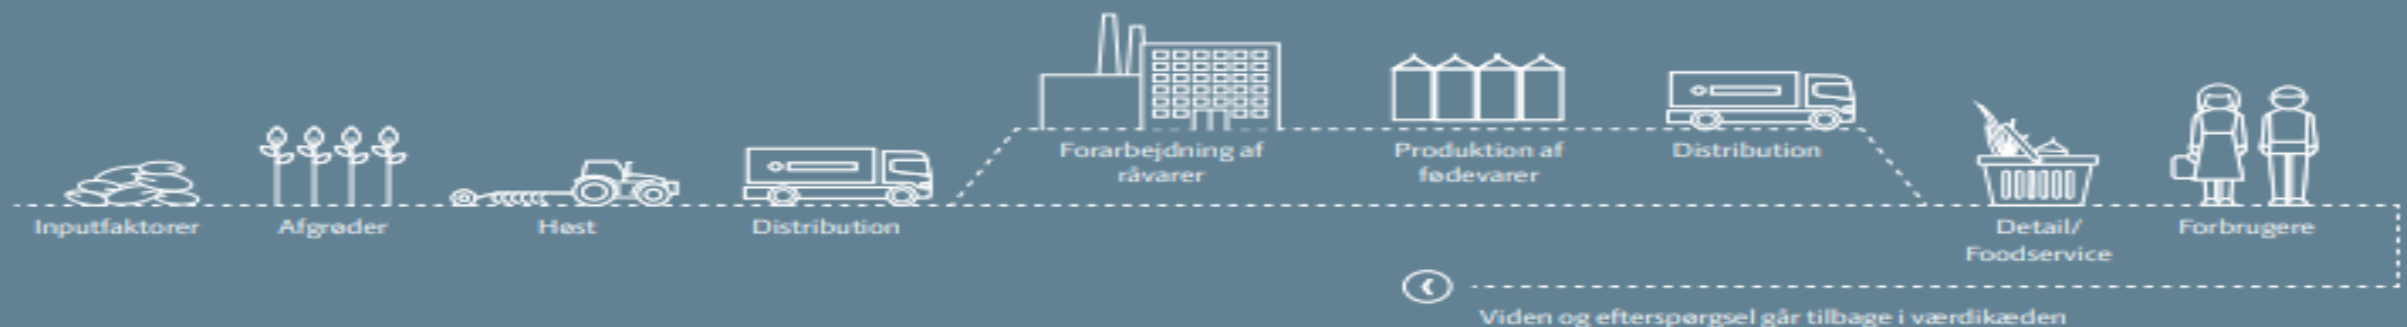 Inputfaktorer
Afgrøder
Høst
Distribution
Forarbejdning af
råvarer
Produktion af
fødevarer
Distribution
Detail/
Foodservice
Forbrugere
Viden og efterspørgsel går tilbage i værdikæden